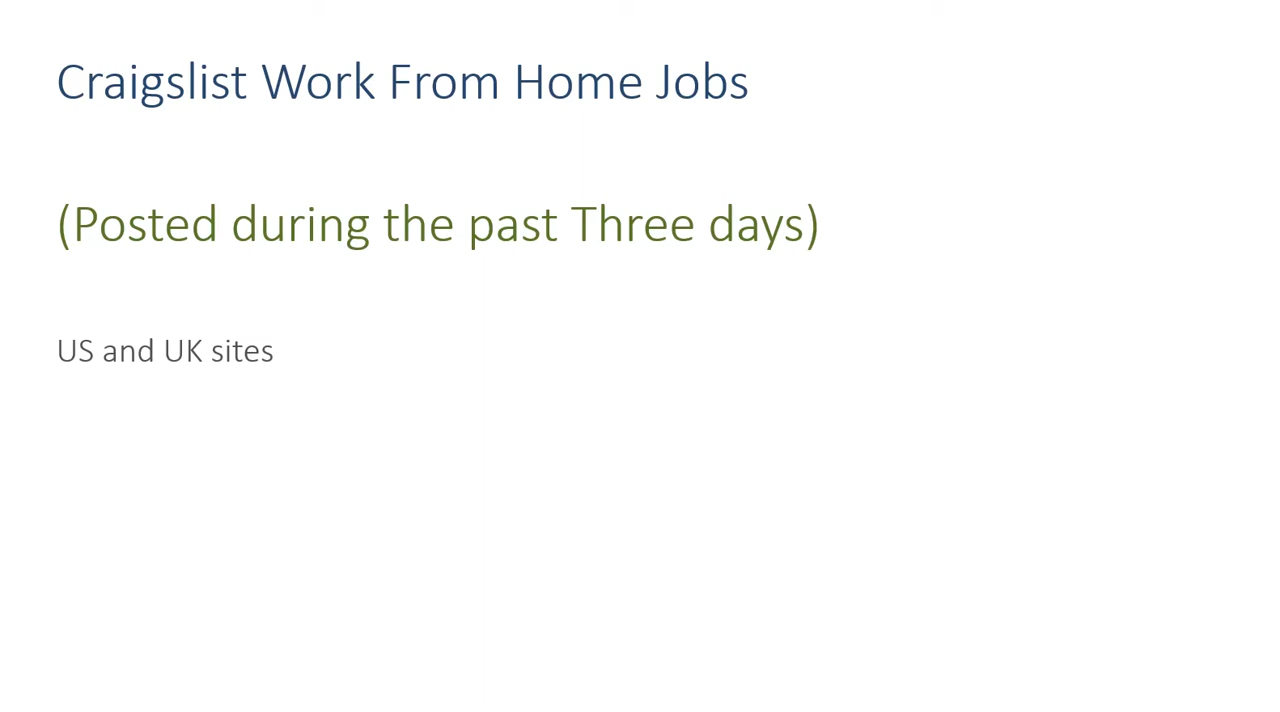 Craigslist Work From Home Jobs
(Posted during the past Three days)
US and UK sites